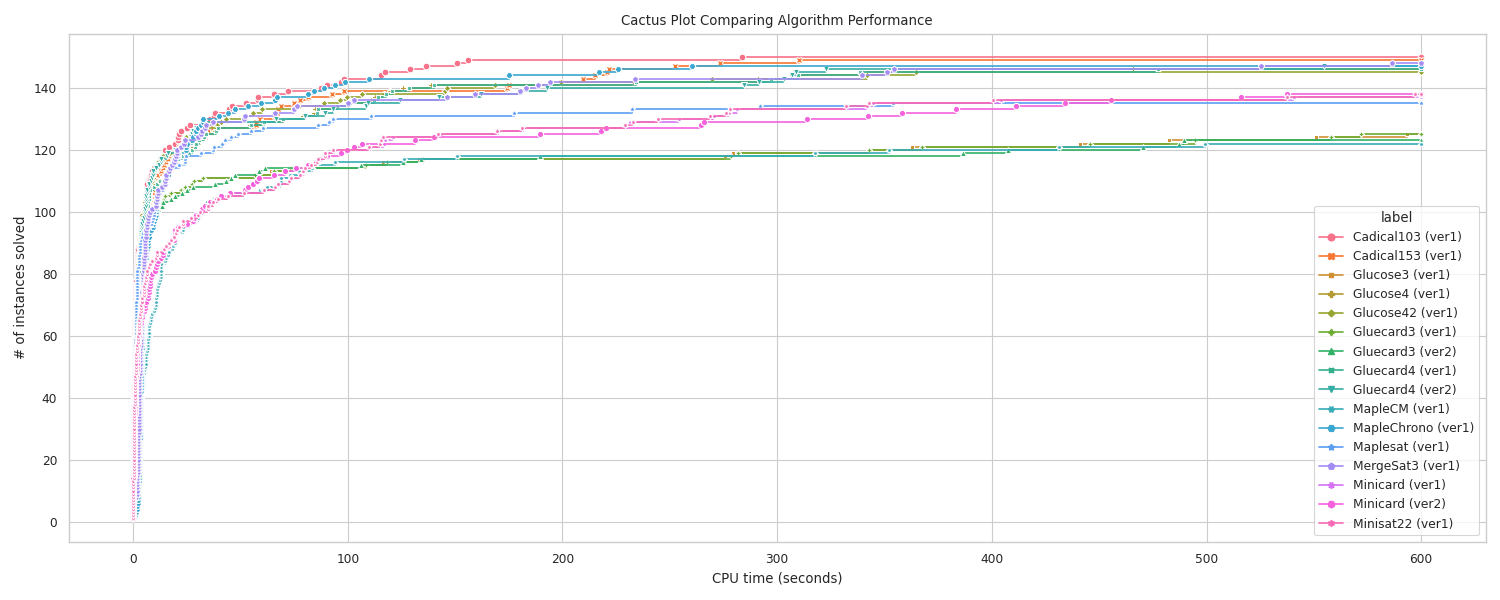 Cactus Plot Comparing Algorithm Performance
# of instances solved
140
120
100
80
60
40
20
0
0 100 200 300 400 500 600
CPU time (seconds)
label
Cadical103 (ver1)
Cadical153 (ver1)
Glucose3 (ver1)
Glucose4 (ver1)
Glucose42 (ver1)
Gluecard3 (ver1)
Gluecard3 (ver2)
Gluecard4 (ver1)
Gluecard4 (ver2)
MapleCM (ver1)
MapleChrono (ver1)
Maplesat (ver1)
MergeSat3 (ver1)
Minicard (ver1)
Minicard (ver2)
Minisat22 (ver1)